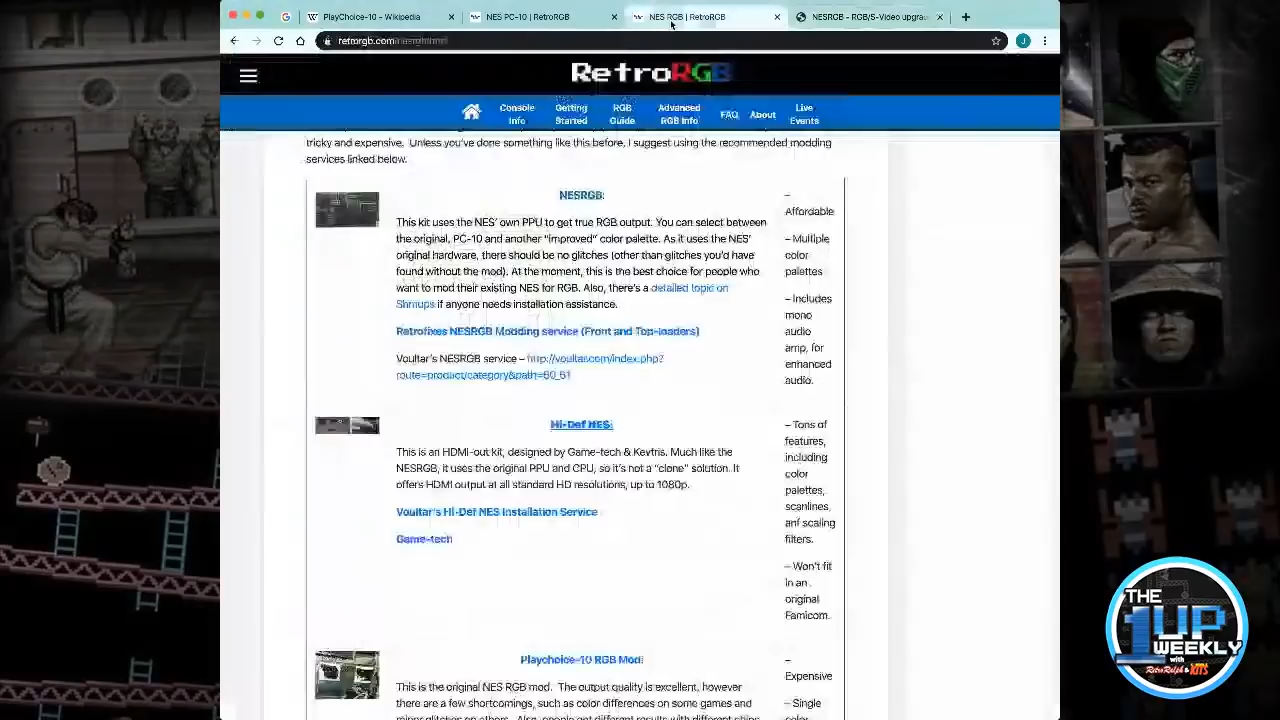 PlayChoice-10 - Wikipedia
NES PC-10 | RetroRGB
NES RGB | RetroRGB
NESRGB - RGB/S-Video upgra
retrorgb.com
J
RetroRGB
Console Info
Getting Started
RGB Guide
Advanced RGB Info
FAQ
About
Live Events
tricky and expensive. Unless you've done something like this before, I suggest using the recommended modding
services linked below.
NESRGB:
This kit uses the NES' own PPU to get true RGB output. You can select between
the original, PC-10 and another "improved" color palette. As it uses the NES'
original hardware, there should be no glitches (other than glitches you'd have
found without the mod). At the moment, this is the best choice for people who
want to mod their existing NES for RGB. Also, there's a detailed topic on
Shmups if anyone needs installation assistance.
Retrofixes NESRGB Modding service (Front and Top-loaders)
Voultar's NESRGB service – http://voultar.com/index.php?
route=product/category&path=60_61
–
Affordable
– Multiple
color
palettes
– Includes
mono
audio
amp, for
enhanced
audio.
Hi-Def NES:
This is an HDMI-out kit, designed by Game-tech & Kevtris. Much like the
NESRGB, it uses the original PPU and CPU, so it's not a "clone" solution. It
offers HDMI output at all standard HD resolutions, up to 1080p.
Voultar's Hi-Def NES Installation Service
Game-tech
– Tons of
features,
including
color
palettes,
scanlines,
anf scaling
filters.
– Won't fit
in an
original
Famicom.
Playchoice-10 RGB Mod:
This is the original NES RGB mod. The output quality is excellent, however
there are a few shortcomings, such as color differences on some games and
–
Expensive
– Single
THE
1UP
WEEKLY
with
RetroRalph &